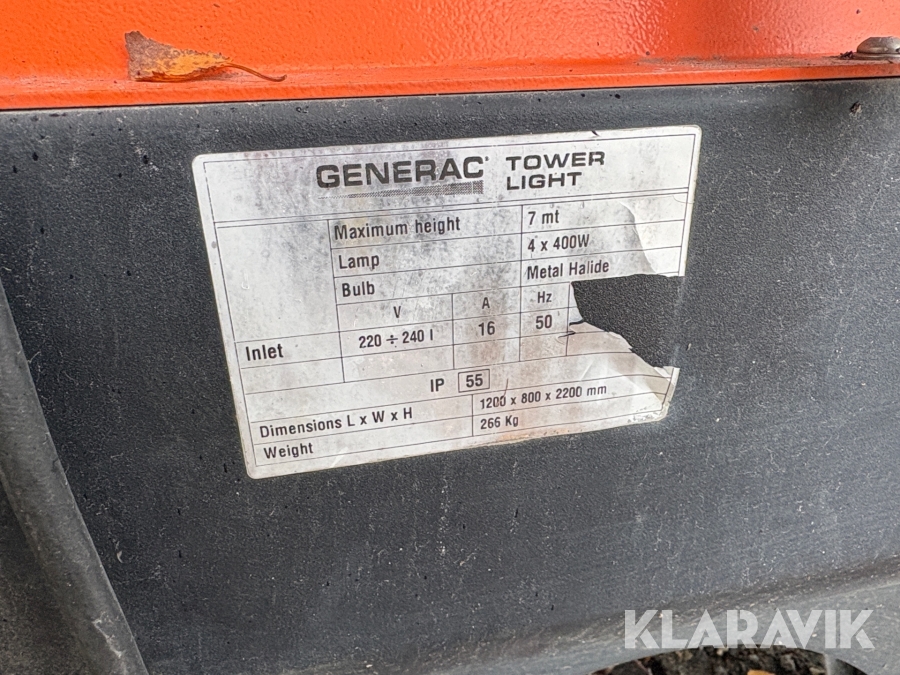 GENERAC TOWER LIGHT
Maximum height 7 mt
Lamp 4 x 400W
Bulb Metal Halide
V A Hz
Inlet 220 ÷ 240 I 16 50
IP 55
Dimensions L x W x H 1200 x 800 x 2200 mm
Weight 266 Kg
KLARAVIK